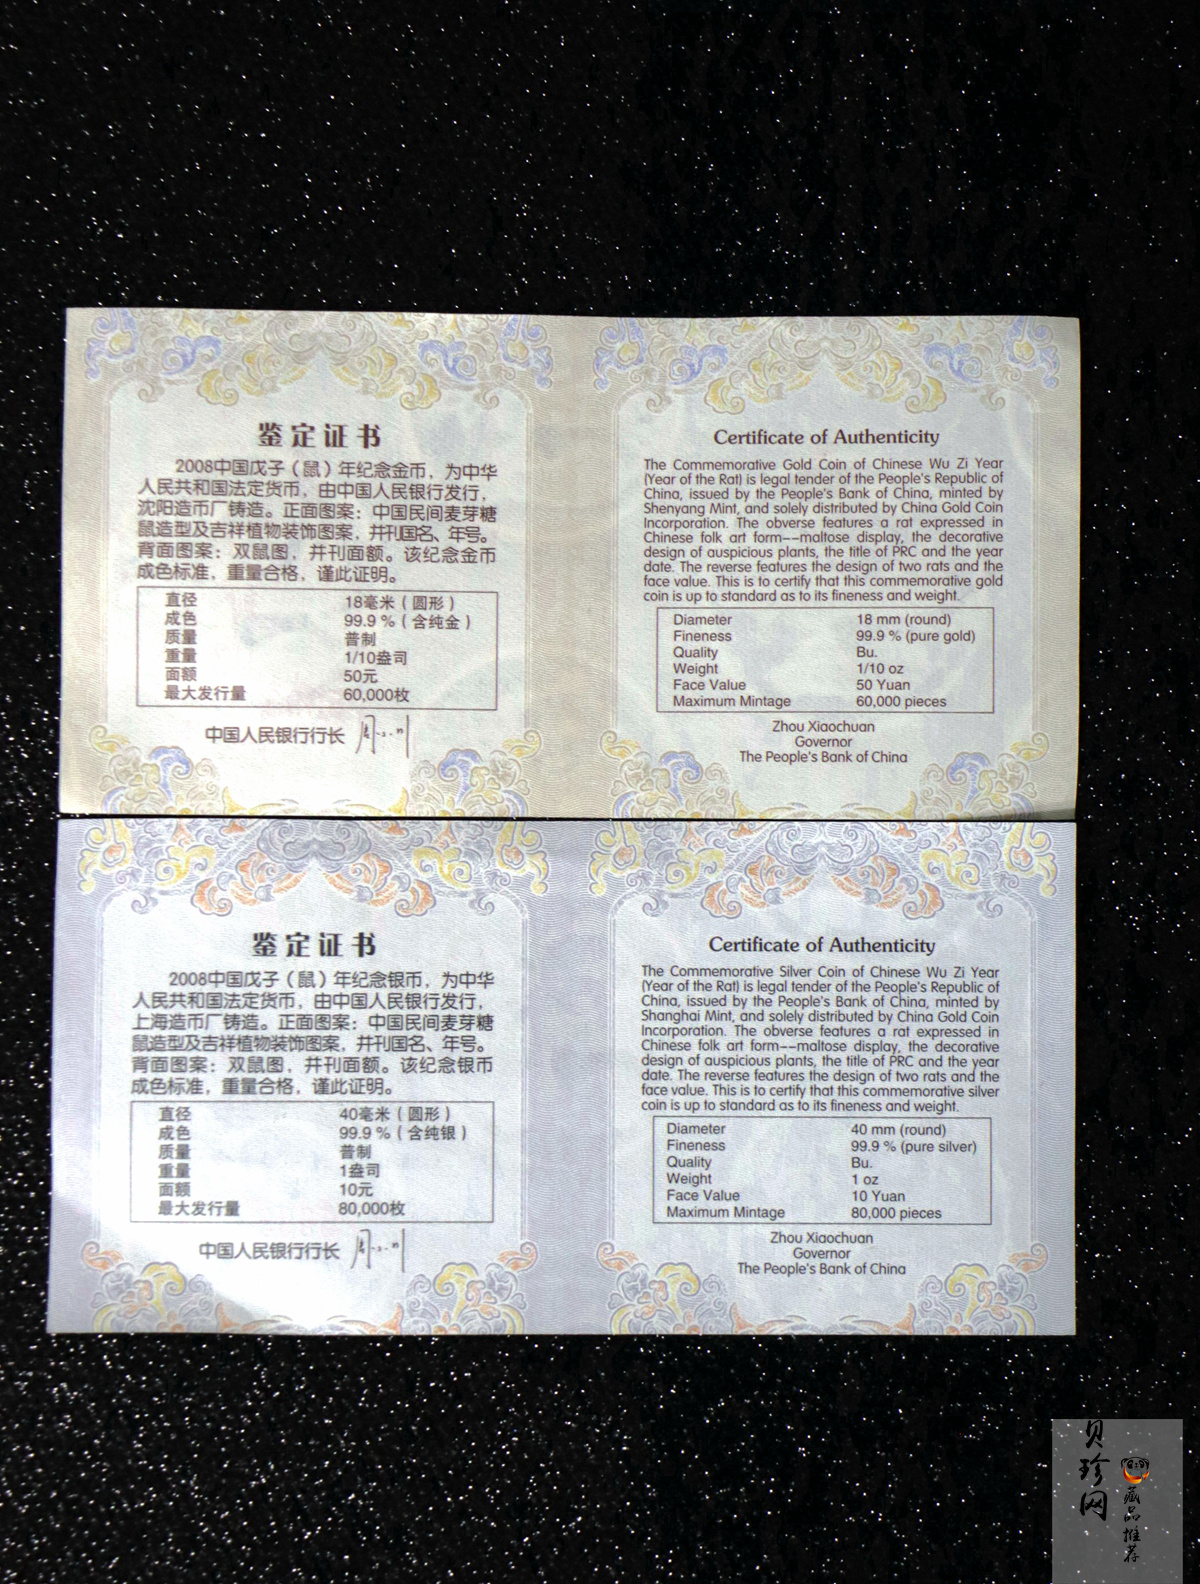 鉴定证书
2008中国戊子（鼠）年纪念金币，为中华
人民共和国法定货币，由中国人民银行发行，
沈阳造币厂铸造。正面图案：中国民间麦芽糖
鼠造型及吉祥植物装饰图案，并刊国名、年号。
背面图案：双鼠图，并刊面额。该纪念金币
成色标准，重量合格，谨此证明。
直径 18毫米（圆形）
成色 99.9％（含纯金）
质量 普制
重量 1/10盎司
面额 50元
最大发行量 60,000枚
中国人民银行行长
Certificate of Authenticity
The Commemorative Gold Coin of Chinese Wu Zi Year
(Year of the Rat) is legal tender of the People's Republic of
China, issued by the People's Bank of China, minted by
Shenyang Mint, and solely distributed by China Gold Coin
Incorporation. The obverse features a rat expressed in
Chinese folk art form--maltose display, the decorative
design of auspicious plants, the title of PRC and the year
date. The reverse features the design of two rats and the
face value. This is to certify that this commemorative gold
coin is up to standard as to its fineness and weight.
Diameter 18 mm (round)
Fineness 99.9 % (pure gold)
Quality Bu.
Weight 1/10 oz
Face Value 50 Yuan
Maximum Mintage 60,000 pieces
Zhou Xiaochuan
Governor
The People's Bank of China
鉴定证书
2008中国戊子（鼠）年纪念银币，为中华
人民共和国法定货币，由中国人民银行发行，
上海造币厂铸造。正面图案：中国民间麦芽糖
鼠造型及吉祥植物装饰图案，并刊国名、年号。
背面图案：双鼠图，并刊面额。该纪念银币
成色标准，重量合格，谨此证明。
直径 40毫米（圆形）
成色 99.9％（含纯银）
质量 普制
重量 1盎司
面额 10元
最大发行量 80,000枚
中国人民银行行长
Certificate of Authenticity
The Commemorative Silver Coin of Chinese Wu Zi Year
(Year of the Rat) is legal tender of the People's Republic of
China, issued by the People's Bank of China, minted by
Shanghai Mint, and solely distributed by China Gold Coin
Incorporation. The obverse features a rat expressed in
Chinese folk art form--maltose display, the decorative
design of auspicious plants, the title of PRC and the year
date. The reverse features the design of two rats and the
face value. This is to certify that this commemorative silver
coin is up to standard as to its fineness and weight.
Diameter 40 mm (round)
Fineness 99.9 % (pure silver)
Quality Bu.
Weight 1 oz
Face Value 10 Yuan
Maximum Mintage 80,000 pieces
Zhou Xiaochuan
Governor
The People's Bank of China
贝珍网
藏品推荐